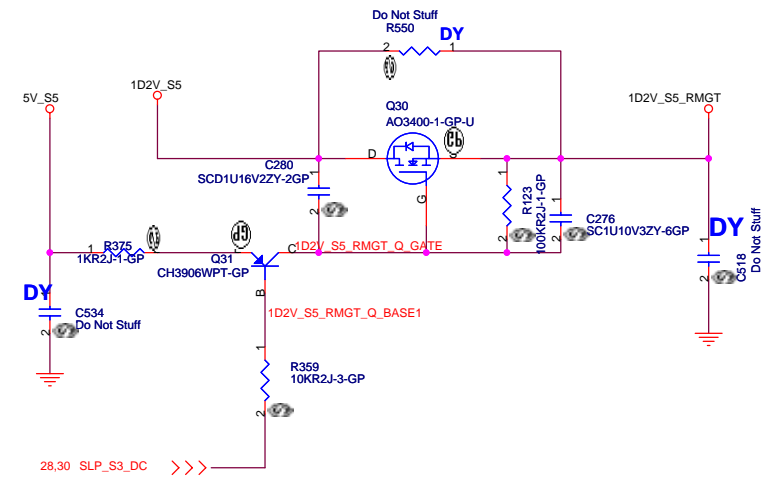 Do Not Stuff
R550
DY
2
1
5V_S5
1D2V_S5
1D2V_S5_RMGT
Q30
AO3400-1-GP-U
D
S
G
C280
SCD1U16V2ZY-2GP
1
2
R123
100KR2J-1-GP
1
2
C276
SC1U10V3ZY-6GP
1
2
DY
C518
Do Not Stuff
1
2
1
R375
1KR2J-1-GP
Q31
CH3906WPT-GP
C
B
1D2V_S5_RMGT_Q_GATE
1D2V_S5_RMGT_Q_BASE1
DY
C534
Do Not Stuff
2
1
R359
10KR2J-3-GP
2
28,30 SLP_S3_DC